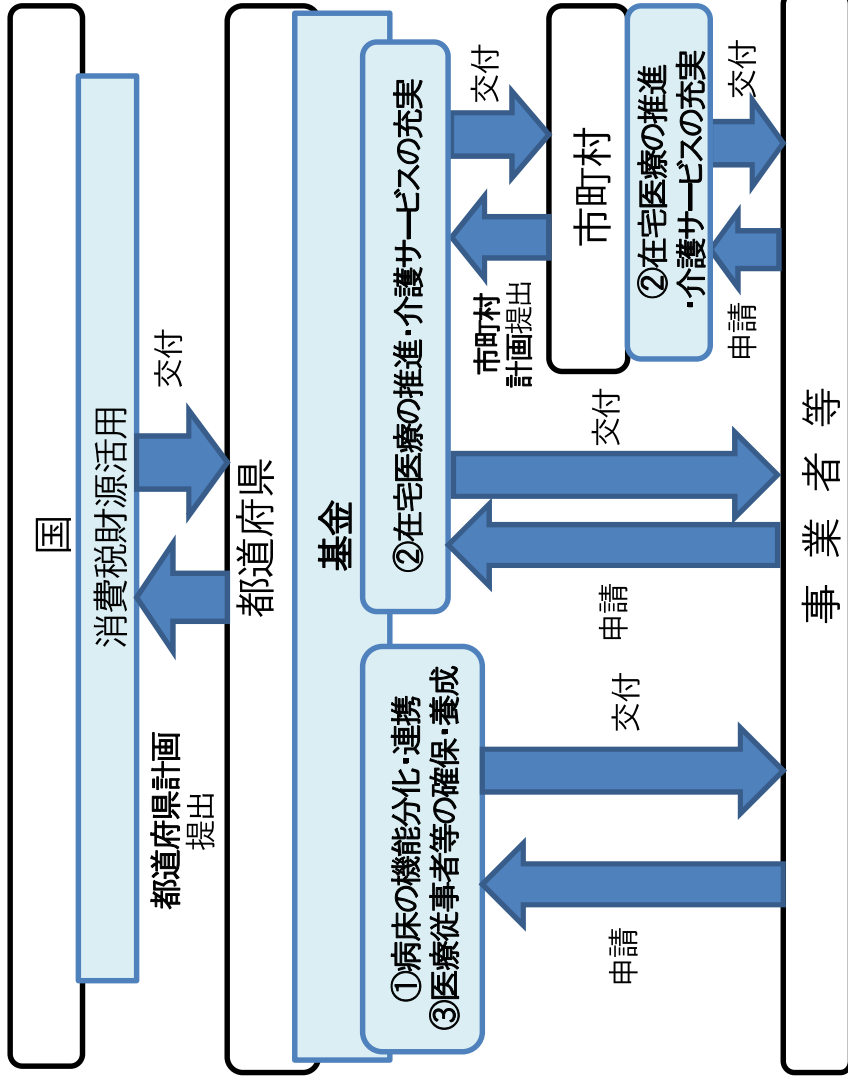 国
消費税財源活用
都道府県計画
提出
交付
都道府県
基金
①病床の機能分化・連携
③医療従事者等の確保・養成
②在宅医療の推進・介護サービスの充実
市町村
計画提出
交付
市町村
②在宅医療の推進
・介護サービスの充実
申請
交付
申請
交付
申請
交付
事業者等